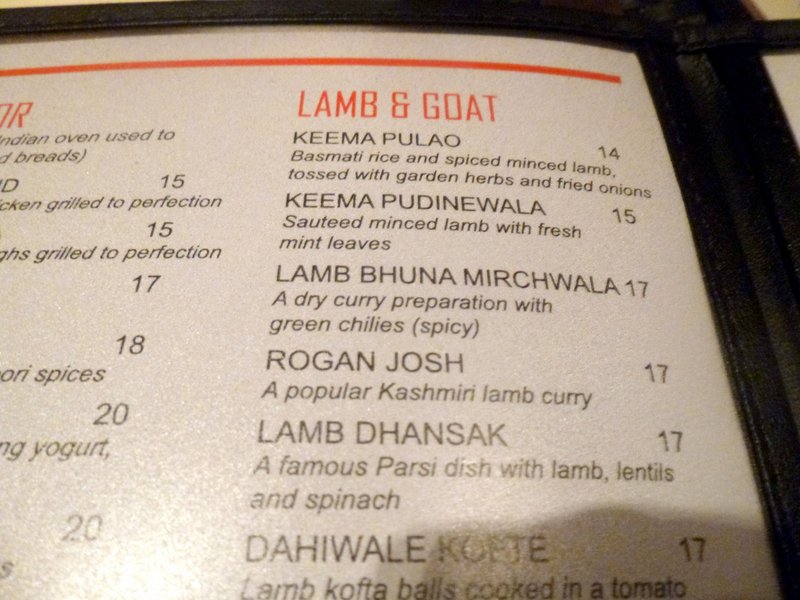 OR
Indian oven used to
d breads)
ND 15
icken grilled to perfection
15
ghs grilled to perfection
17
18
ori spices
20
ng yogurt,
20
s
LAMB & GOAT
KEEMA PULAO 14
Basmati rice and spiced minced lamb,
tossed with garden herbs and fried onions
KEEMA PUDINEWALA 15
Sauteed minced lamb with fresh
mint leaves
LAMB BHUNA MIRCHWALA 17
A dry curry preparation with
green chilies (spicy)
ROGAN JOSH 17
A popular Kashmiri lamb curry
LAMB DHANSAK 17
A famous Parsi dish with lamb, lentils
and spinach
DAHIWALE KOFTE 17
Lamb kofta balls cooked in a tomato